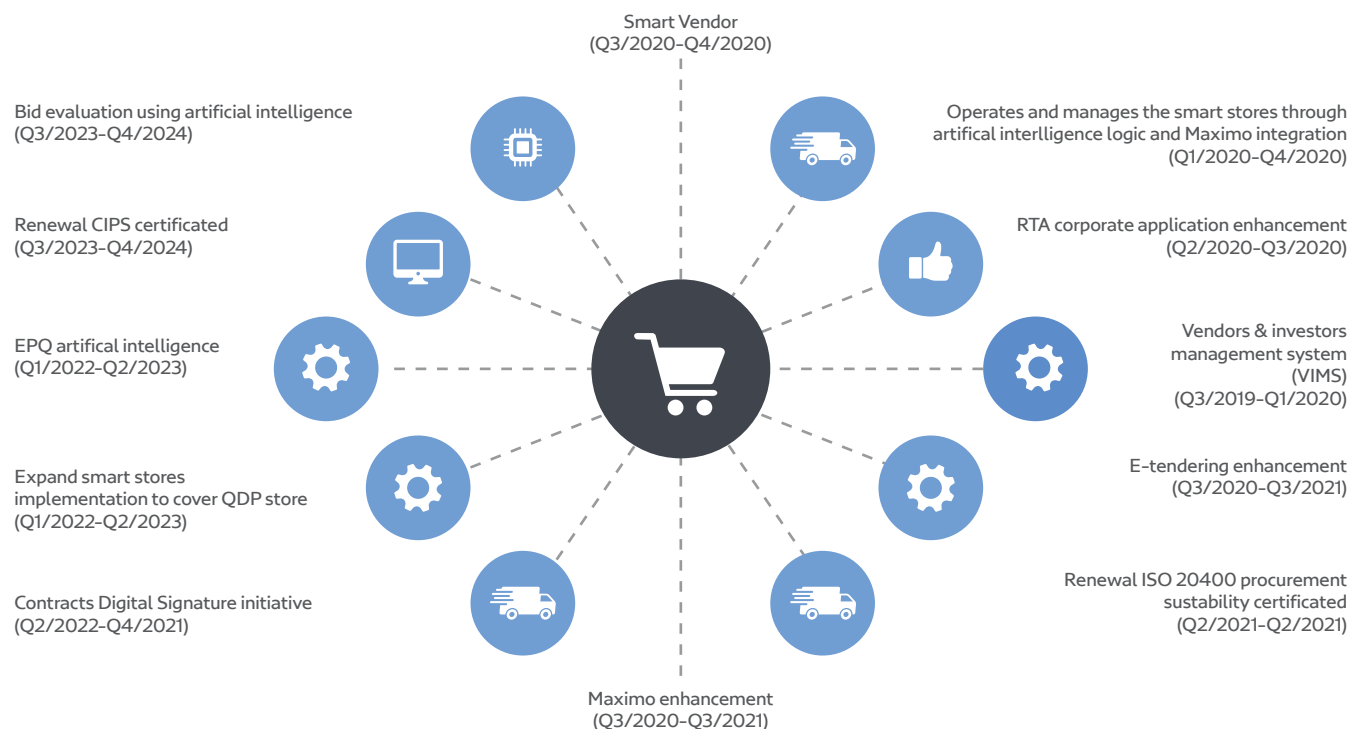 Smart Vendor
(Q3/2020-Q4/2020)
Bid evaluation using artificial intelligence
(Q3/2023-Q4/2024)
Operates and manages the smart stores through
artifical interlligence logic and Maximo integration
(Q1/2020-Q4/2020)
Renewal CIPS certificated
(Q3/2023-Q4/2024)
RTA corporate application enhancement
(Q2/2020-Q3/2020)
EPQ artifical intelligence
(Q1/2022-Q2/2023)
Vendors & investors
management system
(VIMS)
(Q3/2019-Q1/2020)
Expand smart stores
implementation to cover QDP store
(Q1/2022-Q2/2023)
E-tendering enhancement
(Q3/2020-Q3/2021)
Contracts Digital Signature initiative
(Q2/2022-Q4/2021)
Renewal ISO 20400 procurement
sustability certificated
(Q2/2021-Q2/2021)
Maximo enhancement
(Q3/2020-Q3/2021)